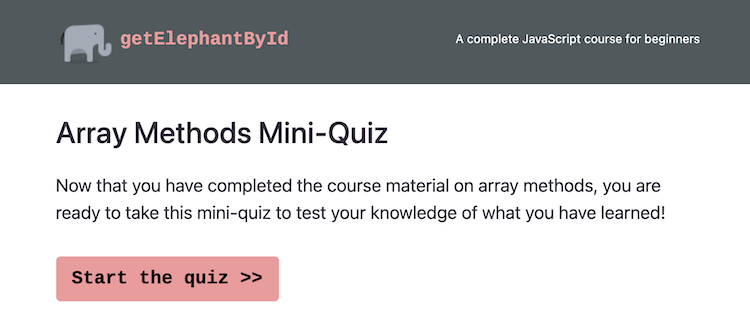 getElephantById
A complete JavaScript course for beginners
Array Methods Mini-Quiz
Now that you have completed the course material on array methods, you are
ready to take this mini-quiz to test your knowledge of what you have learned!
Start the quiz >>